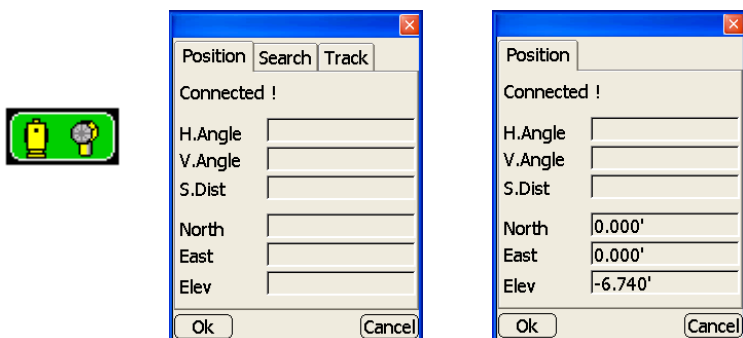 Position Search Track
Connected !
H.Angle
V.Angle
S.Dist
North
East
Elev
Ok Cancel
Position
Connected !
H.Angle
V.Angle
S.Dist
North 0.000'
East 0.000'
Elev -6.740'
Ok Cancel